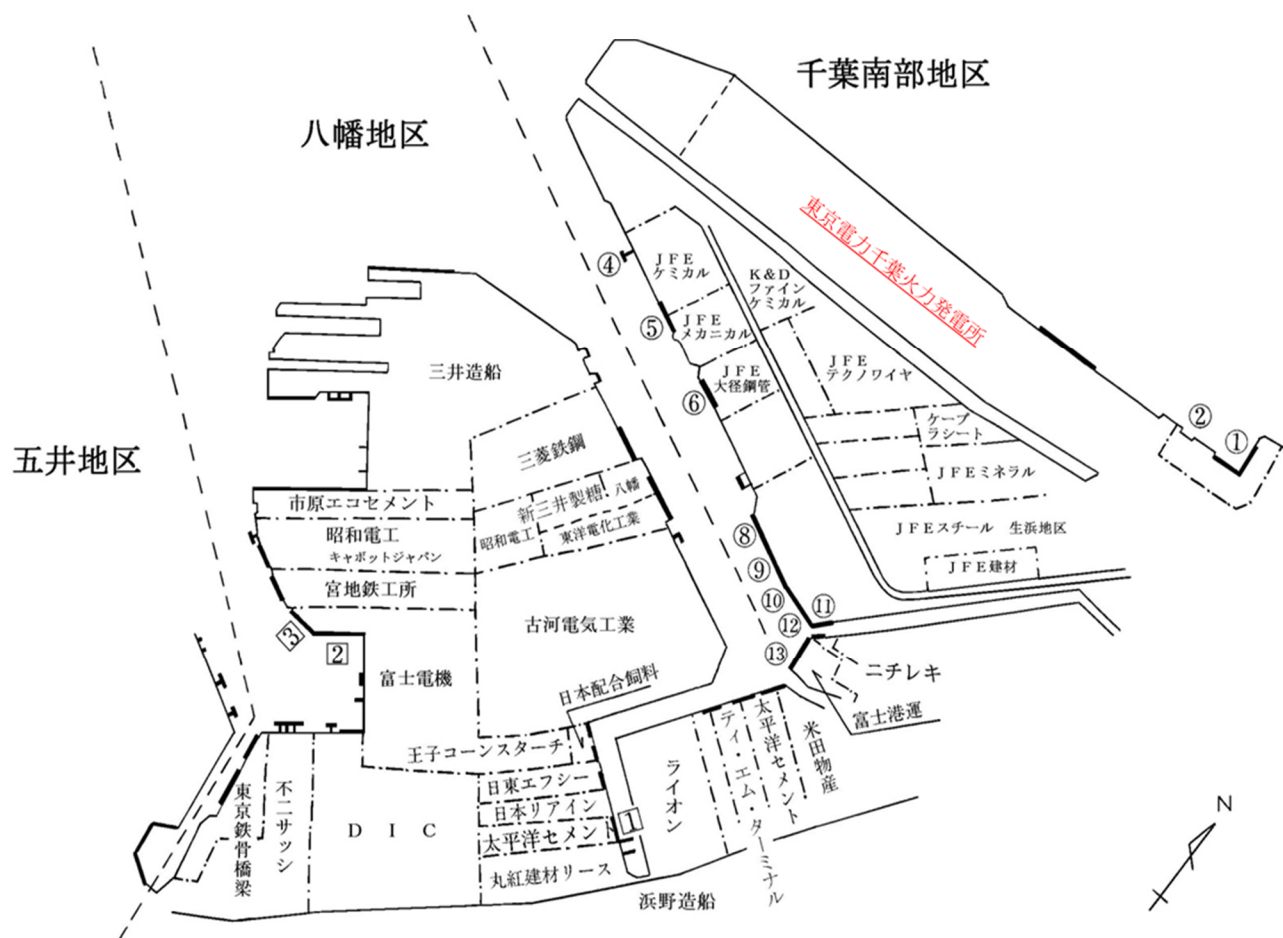 千葉南部地区
八幡地区
五井地区
東京電力千葉火力発電所
④
JFE
ケミカル
K&D
ファイン
ケミカル
⑤
JFE
メカニカル
JFE
テクノワイヤ
⑥
JFE
大径鋼管
②
①
ケープ
ラシート
JFEミネラル
JFEスチール 生浜地区
JFE建材
⑧
⑨
⑩
⑪
⑫
⑬
三井造船
三菱鉄鋼
市原エコセメント
新三井製糖
八幡
昭和電工
キャボットジャパン
昭和電工
東洋電化工業
宮地鉄工所
古河電気工業
3
2
富士電機
日本配合飼料
ニチレキ
富士港運
王子コーンスターチ
日東エフシー
日本リアイン
太平洋セメント
丸紅建材リース
1
東京鉄骨橋梁
不二サッシ
DIC
ライオン
ティ・エム・ターミナル
太平洋セメント
米田物産
浜野造船
N